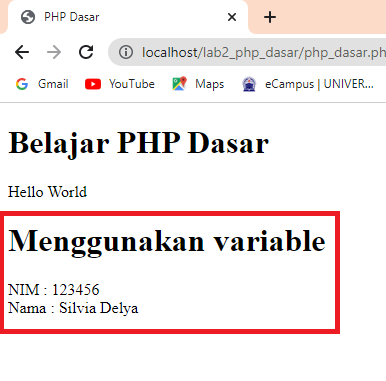 PHP Dasar
localhost/lab2_php_dasar/php_dasar.ph
Gmail YouTube Maps eCampus | UNIVER...
Belajar PHP Dasar
Hello World
Menggunakan variable
NIM : 123456
Nama : Silvia Delya